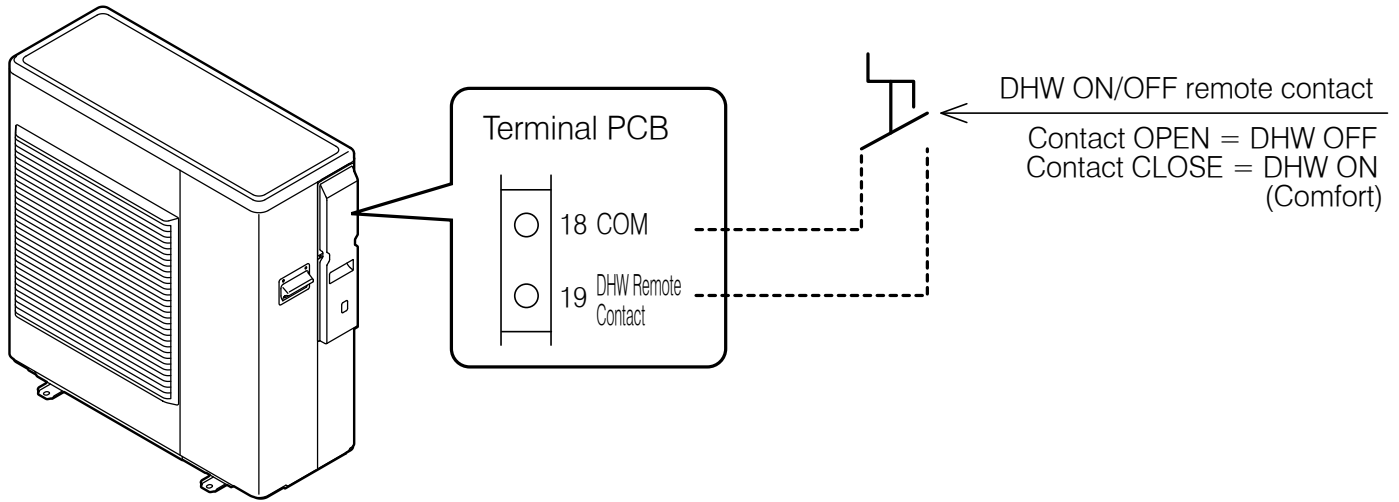 Terminal PCB
18 COM
19 DHW Remote
Contact
DHW ON/OFF remote contact
Contact OPEN = DHW OFF
Contact CLOSE = DHW ON
(Comfort)